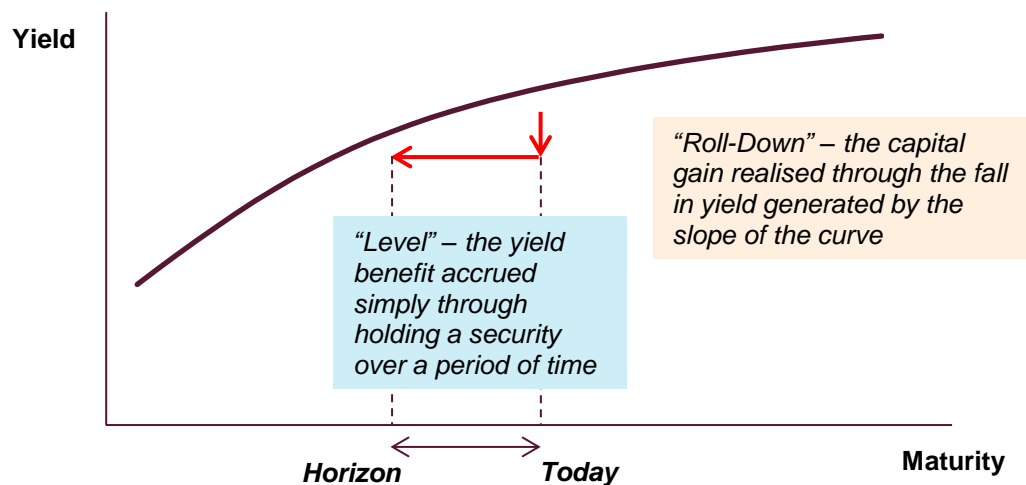 Yield
“Roll-Down” – the capital
gain realised through the fall
in yield generated by the
slope of the curve
“Level” – the yield
benefit accrued
simply through
holding a security
over a period of time
Horizon
Today
Maturity